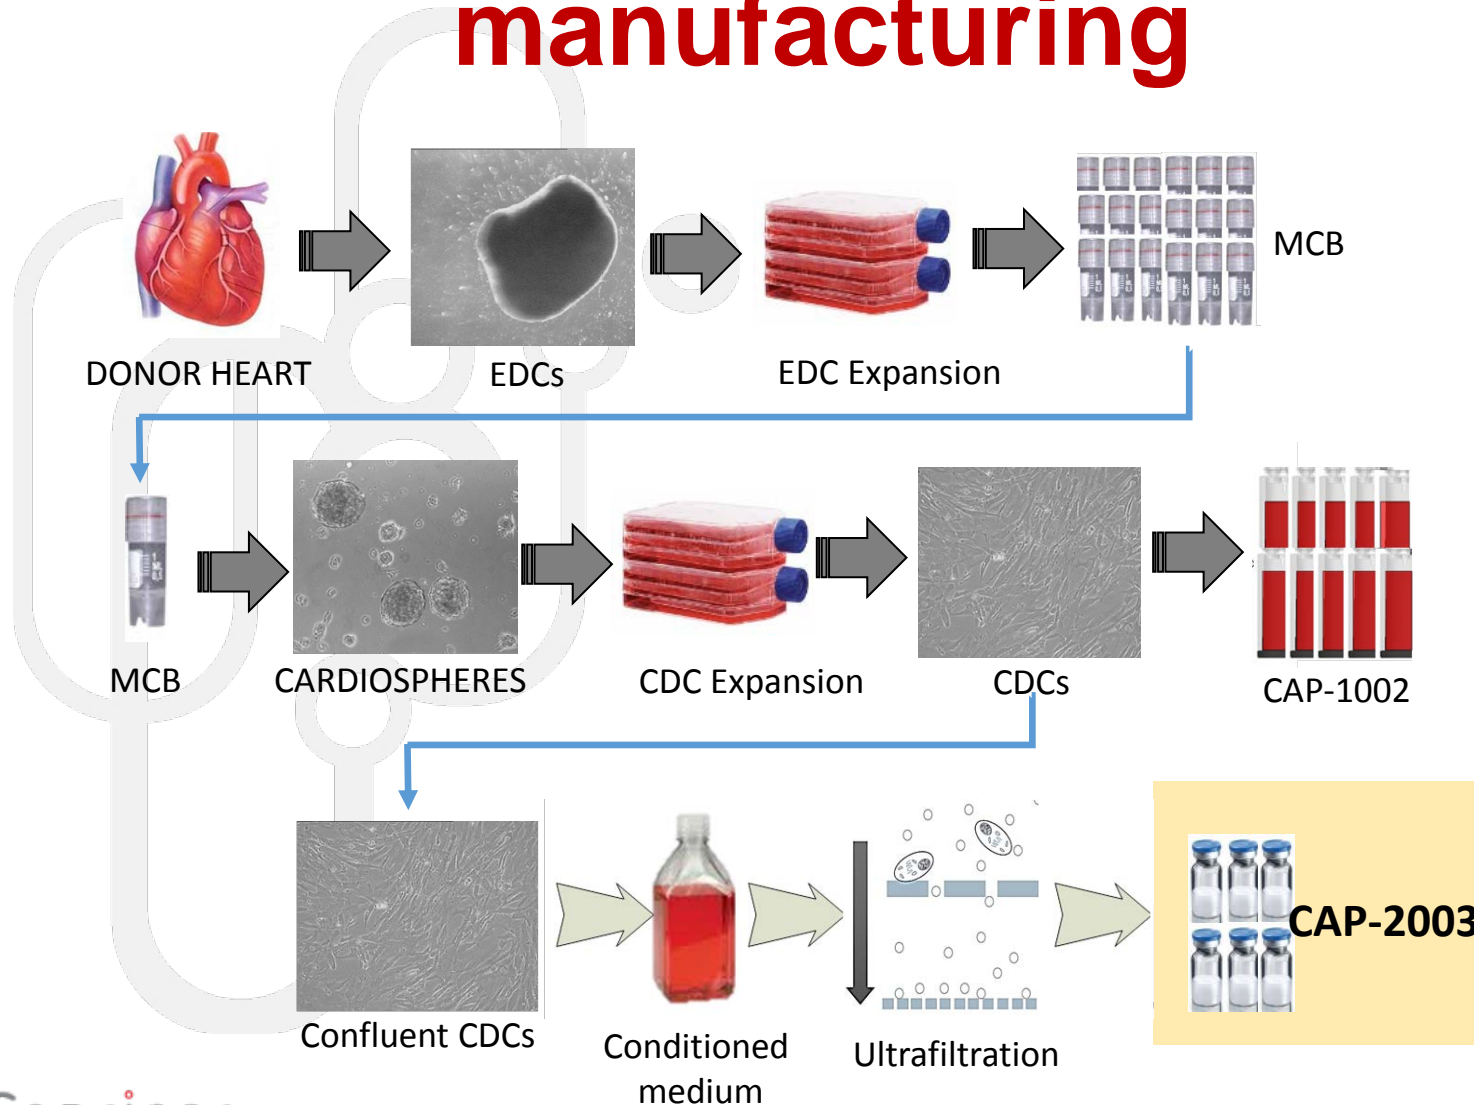 manufacturing
MCB
DONOR HEART
EDCs
EDC Expansion
MCB
CARDIOSPHERES
CDC Expansion
CDCs
CAP-1002
CAP-2003
Confluent CDCs
Conditioned
medium
Ultrafiltration